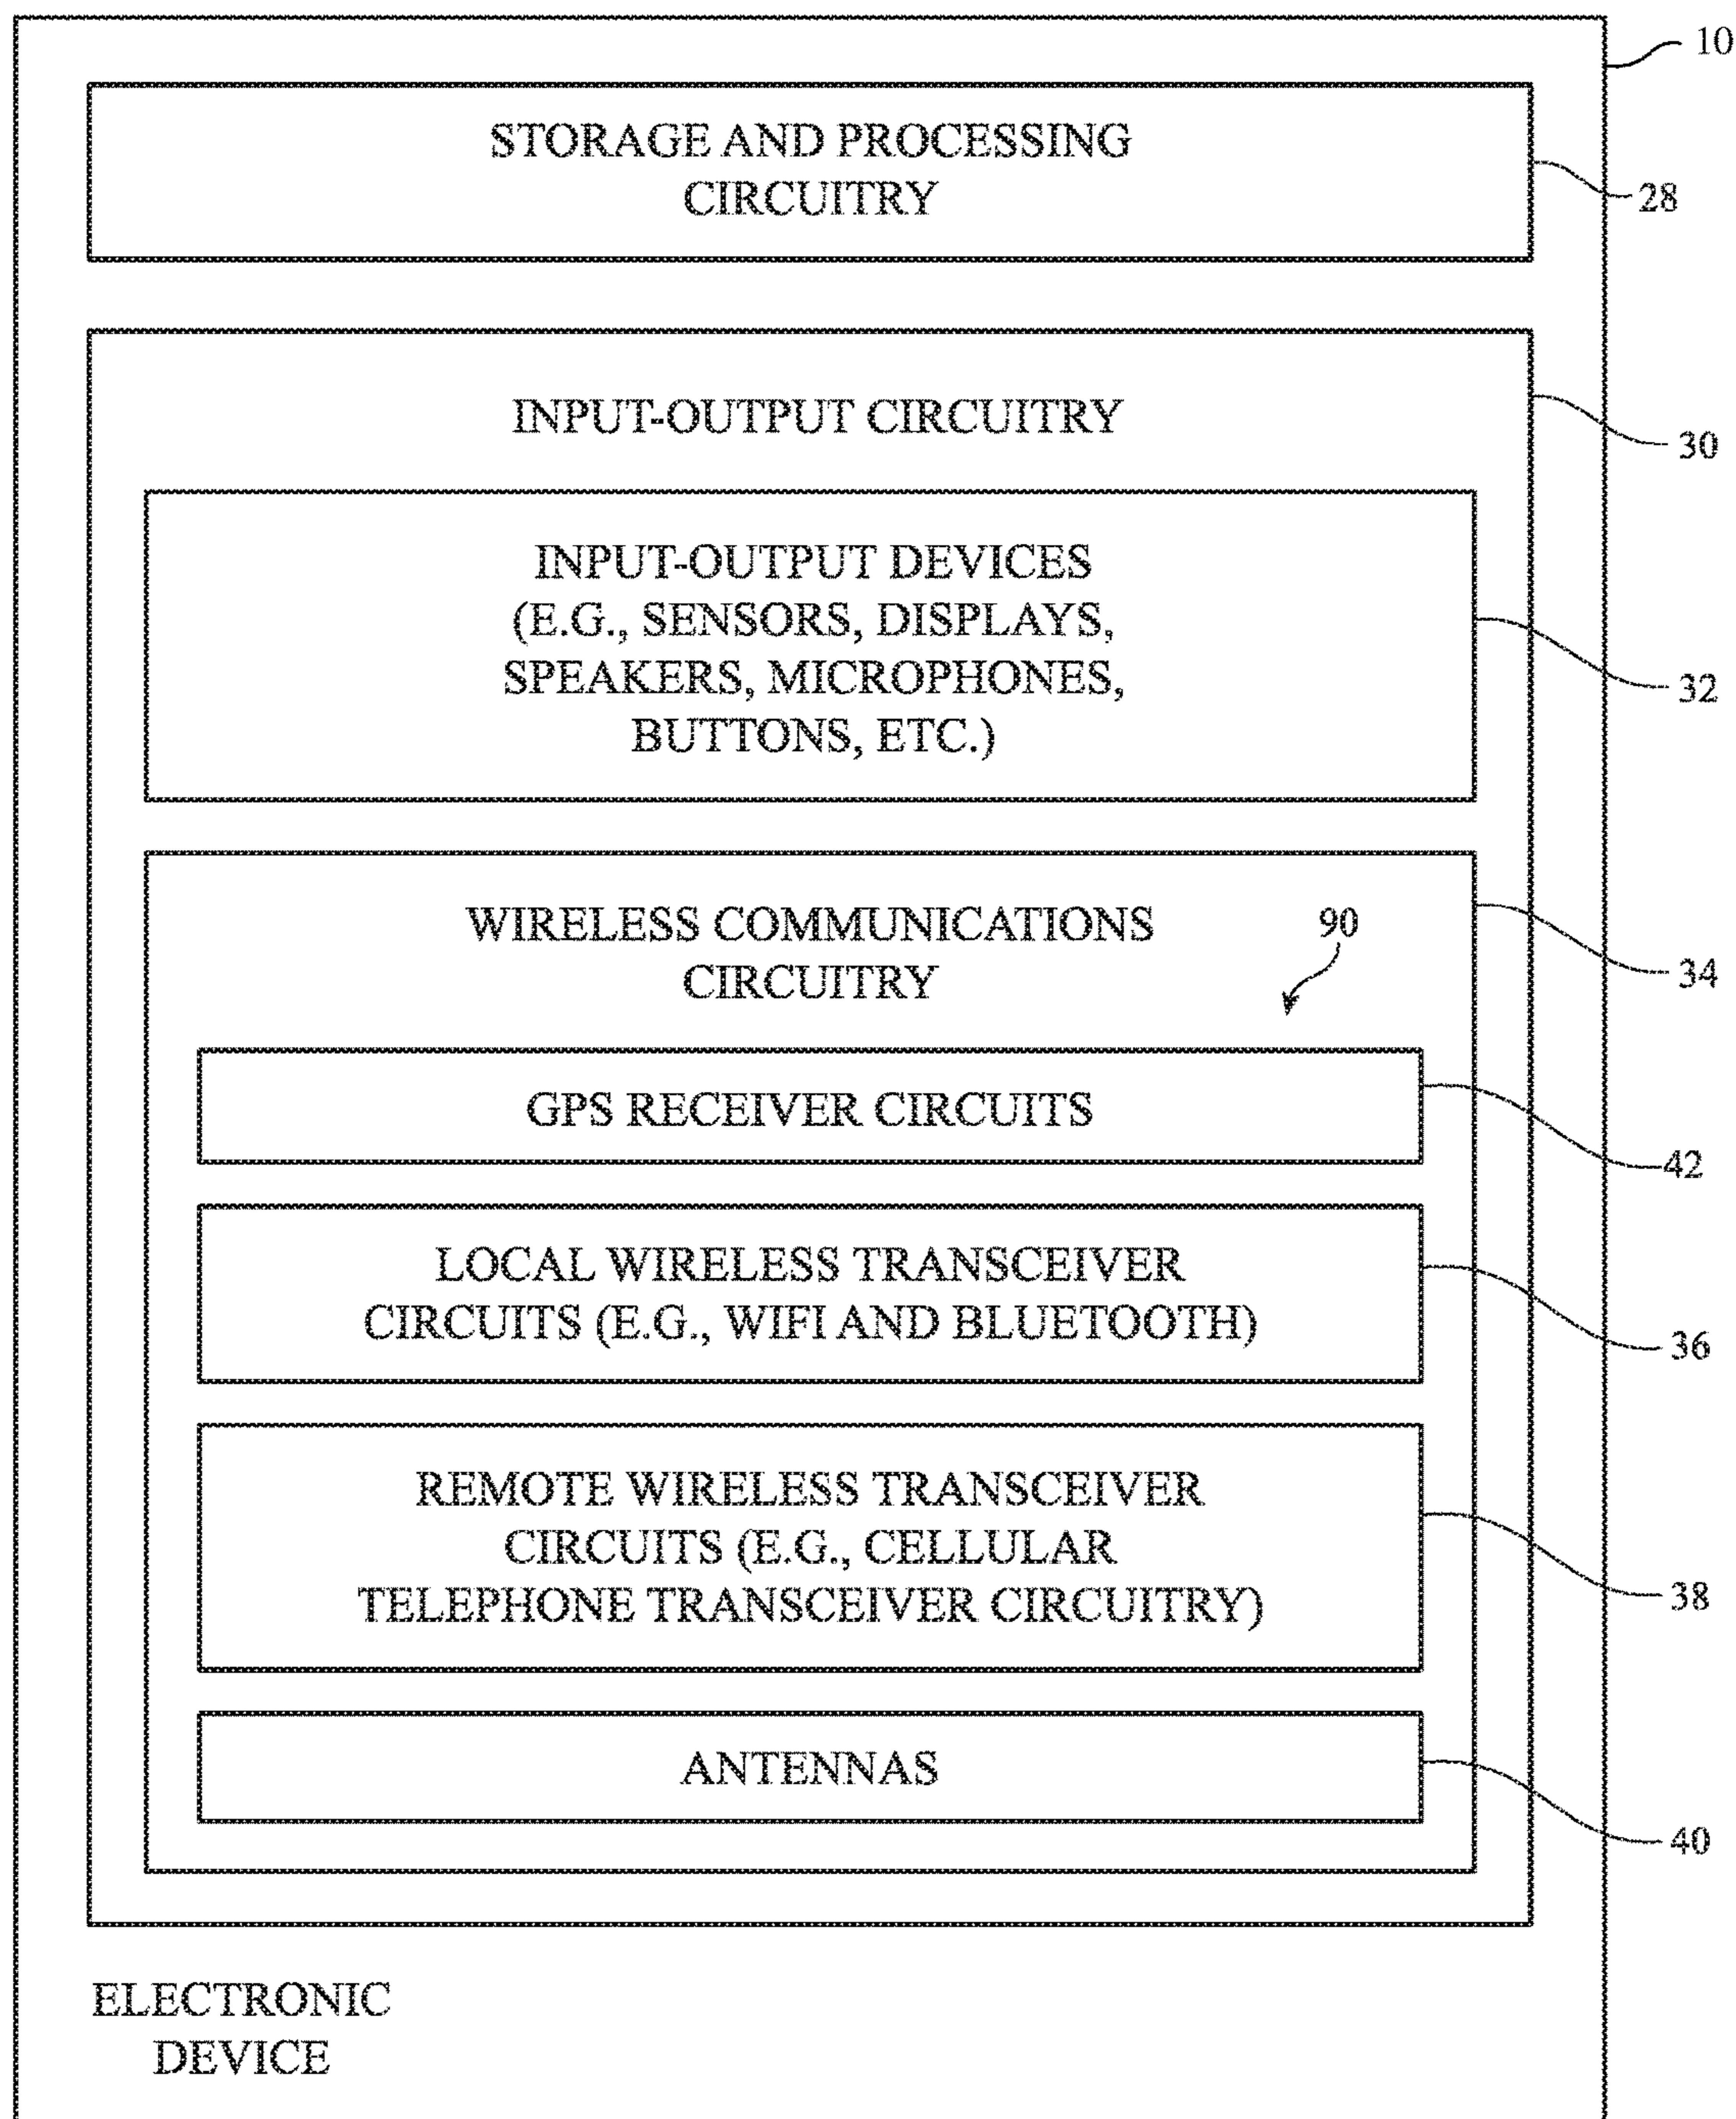 10
STORAGE AND PROCESSING
CIRCUITRY
28
INPUT-OUTPUT CIRCUITRY
30
INPUT-OUTPUT DEVICES
(E.G., SENSORS, DISPLAYS,
SPEAKERS, MICROPHONES,
BUTTONS, ETC.)
32
WIRELESS COMMUNICATIONS
CIRCUITRY
90
34
GPS RECEIVER CIRCUITS
42
LOCAL WIRELESS TRANSCEIVER
CIRCUITS (E.G., WIFI AND BLUETOOTH)
36
REMOTE WIRELESS TRANSCEIVER
CIRCUITS (E.G., CELLULAR
TELEPHONE TRANSCEIVER CIRCUITRY)
38
ANTENNAS
40
ELECTRONIC
DEVICE